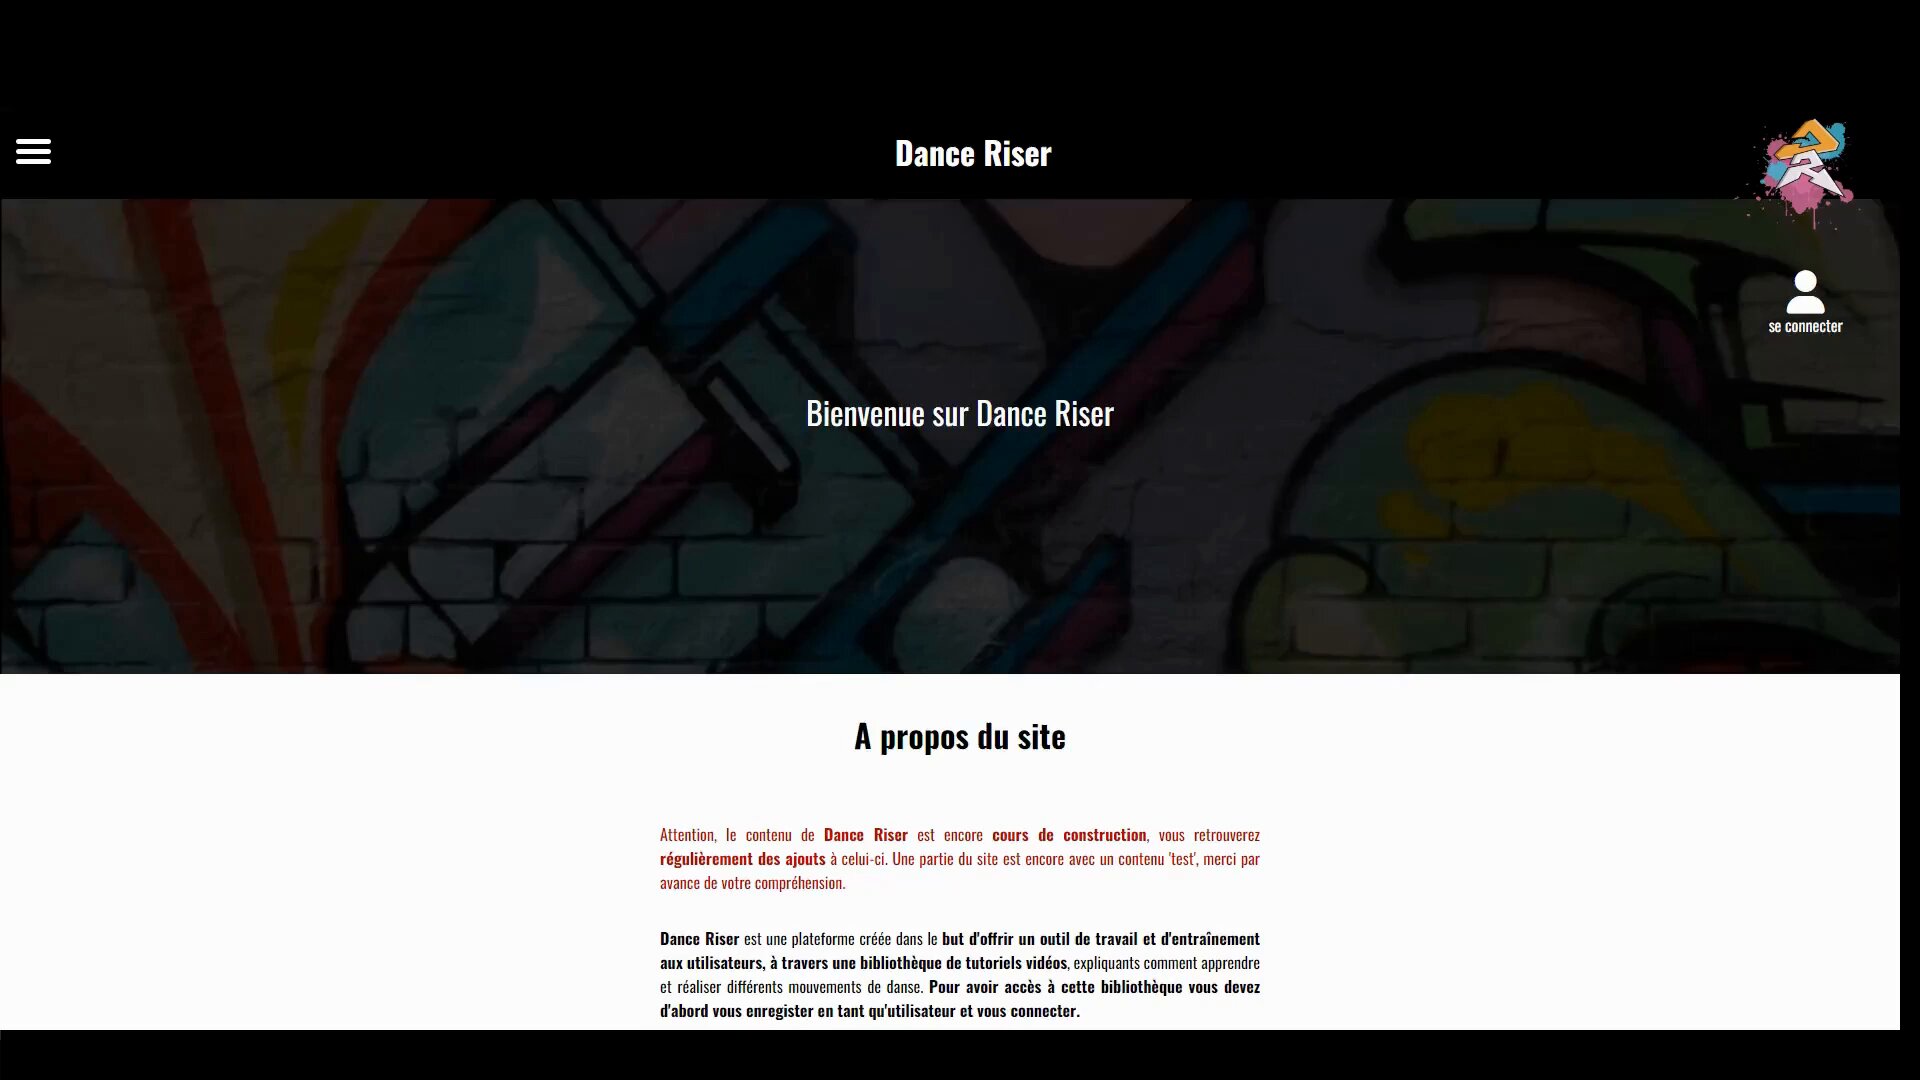 Dance Riser
se connecter
Bienvenue sur Dance Riser
A propos du site
Attention, le contenu de Dance Riser est encore cours de construction, vous retrouverez
régulièrement des ajouts à celui-ci. Une partie du site est encore avec un contenu 'test', merci par
avance de votre compréhension.
Dance Riser est une plateforme créée dans le but d'offrir un outil de travail et d'entraînement
aux utilisateurs, à travers une bibliothèque de tutoriels vidéos, expliquants comment apprendre
et réaliser différents mouvements de danse. Pour avoir accès à cette bibliothèque vous devez
d'abord vous enregister en tant qu'utilisateur et vous connecter.